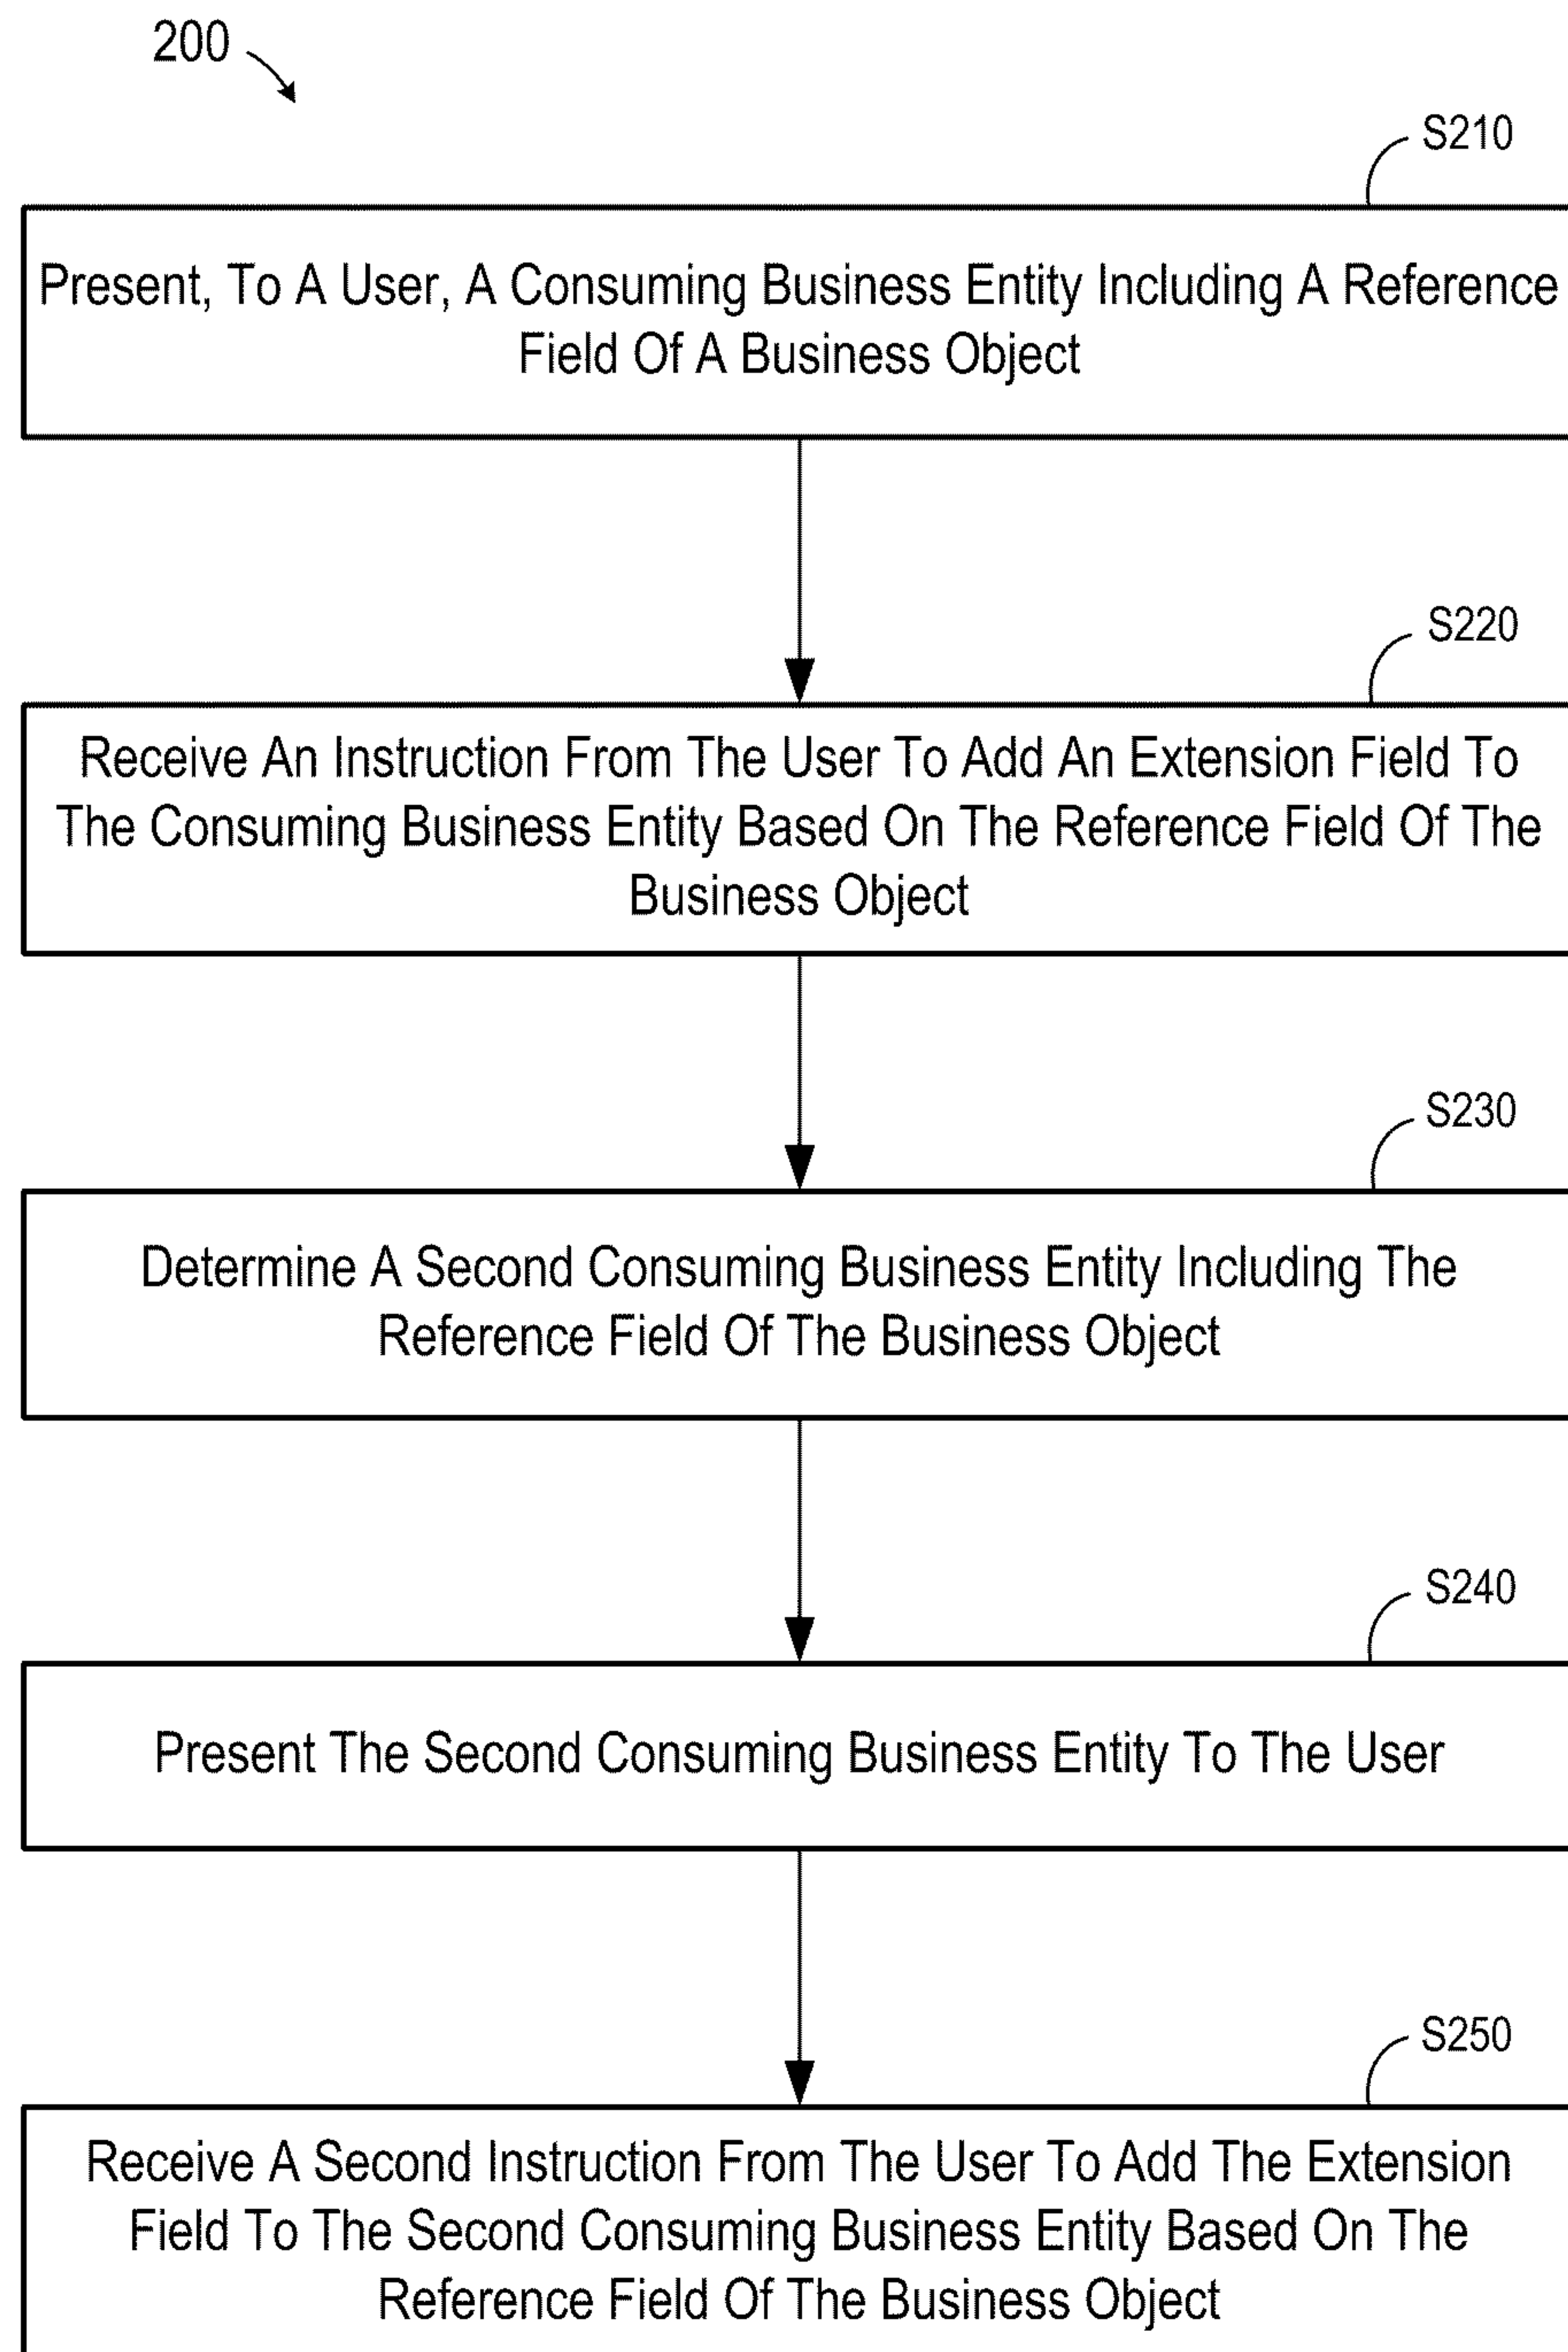 200
S210
Present, To A User, A Consuming Business Entity Including A Reference
Field Of A Business Object
S220
Receive An Instruction From The User To Add An Extension Field To
The Consuming Business Entity Based On The Reference Field Of The
Business Object
S230
Determine A Second Consuming Business Entity Including The
Reference Field Of The Business Object
S240
Present The Second Consuming Business Entity To The User
S250
Receive A Second Instruction From The User To Add The Extension
Field To The Second Consuming Business Entity Based On The
Reference Field Of The Business Object